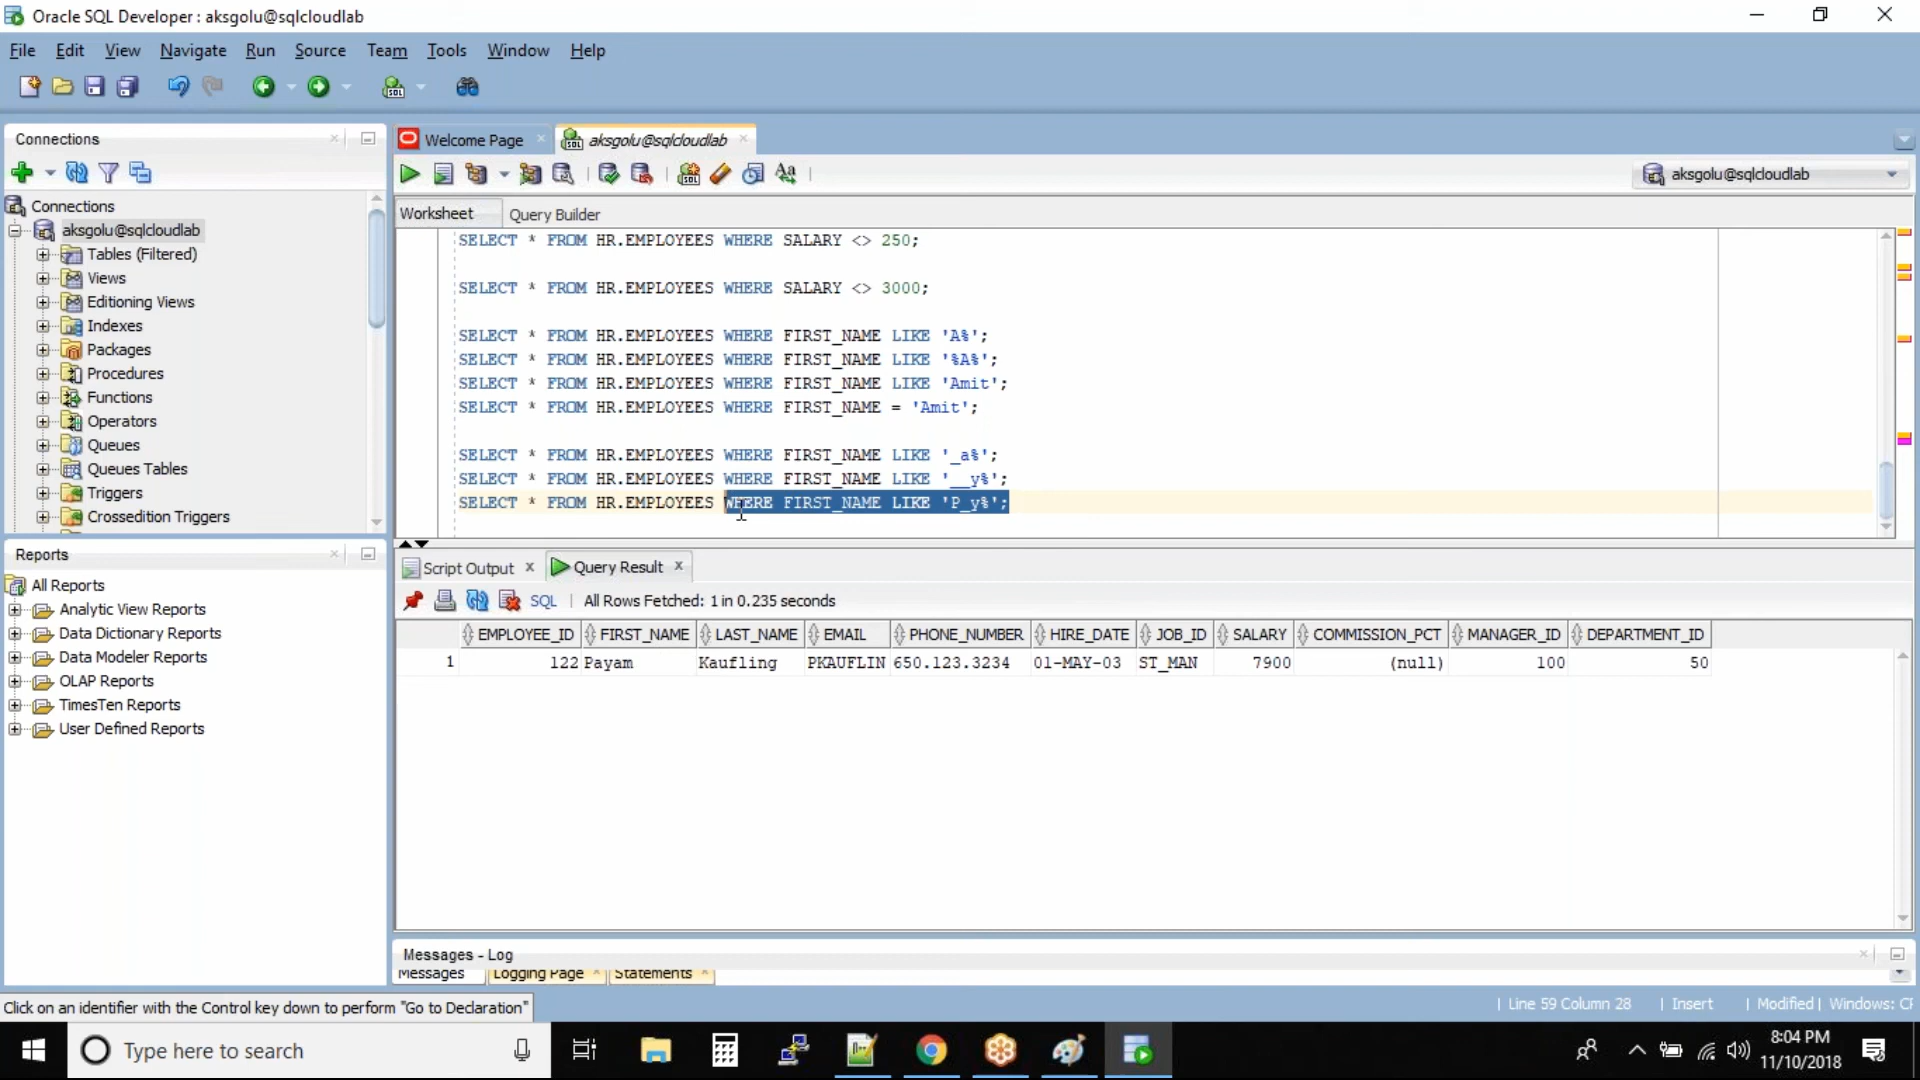 Oracle SQL Developer : aksgolu@sqlcloudlab
File Edit View Navigate Run Source Team Tools Window Help
Connections
Welcome Page
aksgolu@sqlcloudlab
aksgolu@sqlcloudlab
Worksheet Query Builder
Connections
aksgolu@sqlcloudlab
Tables (Filtered)
Views
Editioning Views
Indexes
Packages
Procedures
Functions
Operators
Queues
Queues Tables
Triggers
Crossedition Triggers
SELECT * FROM HR.EMPLOYEES WHERE SALARY <> 250;
SELECT * FROM HR.EMPLOYEES WHERE SALARY <> 3000;
SELECT * FROM HR.EMPLOYEES WHERE FIRST_NAME LIKE 'A%';
SELECT * FROM HR.EMPLOYEES WHERE FIRST_NAME LIKE '%A%';
SELECT * FROM HR.EMPLOYEES WHERE FIRST_NAME LIKE 'Amit';
SELECT * FROM HR.EMPLOYEES WHERE FIRST_NAME = 'Amit';
SELECT * FROM HR.EMPLOYEES WHERE FIRST_NAME LIKE '_a%';
SELECT * FROM HR.EMPLOYEES WHERE FIRST_NAME LIKE '__y%';
SELECT * FROM HR.EMPLOYEES WHERE FIRST_NAME LIKE 'P_y%';
Reports
All Reports
Analytic View Reports
Data Dictionary Reports
Data Modeler Reports
OLAP Reports
TimesTen Reports
User Defined Reports
Script Output Query Result
SQL All Rows Fetched: 1 in 0.235 seconds
EMPLOYEE_ID FIRST_NAME LAST_NAME EMAIL PHONE_NUMBER HIRE_DATE JOB_ID SALARY COMMISSION_PCT MANAGER_ID DEPARTMENT_ID
1 122 Payam Kaufling PKAUFLIN 650.123.3234 01-MAY-03 ST_MAN 7900 (null) 100 50
Messages - Log
Messages Logging Page Statements
Click on an identifier with the Control key down to perform "Go to Declaration"
Line 59 Column 28 Insert Modified Windows:
Type here to search
8:04 PM
11/10/2018